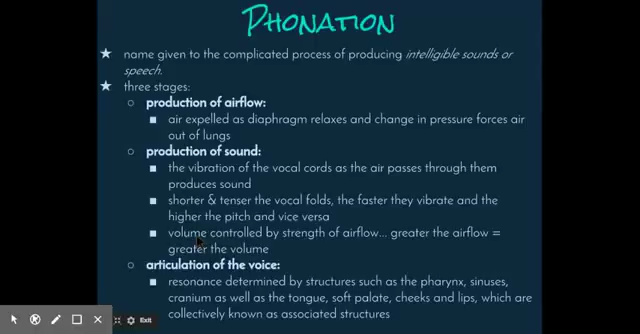 Phonation
★ name given to the complicated process of producing intelligible sounds or
speech.
★ three stages:
○ production of airflow:
■ air expelled as diaphragm relaxes and change in pressure forces air
out of lungs
○ production of sound:
■ the vibration of the vocal cords as the air passes through them
produces sound
■ shorter & tenser the vocal folds, the faster they vibrate and the
higher the pitch and vice versa
■ volume controlled by strength of airflow... greater the airflow =
greater the volume
○ articulation of the voice:
■ resonance determined by structures such as the pharynx, sinuses,
cranium as well as the tongue, soft palate, cheeks and lips, which are
collectively known as associated structures
Exit